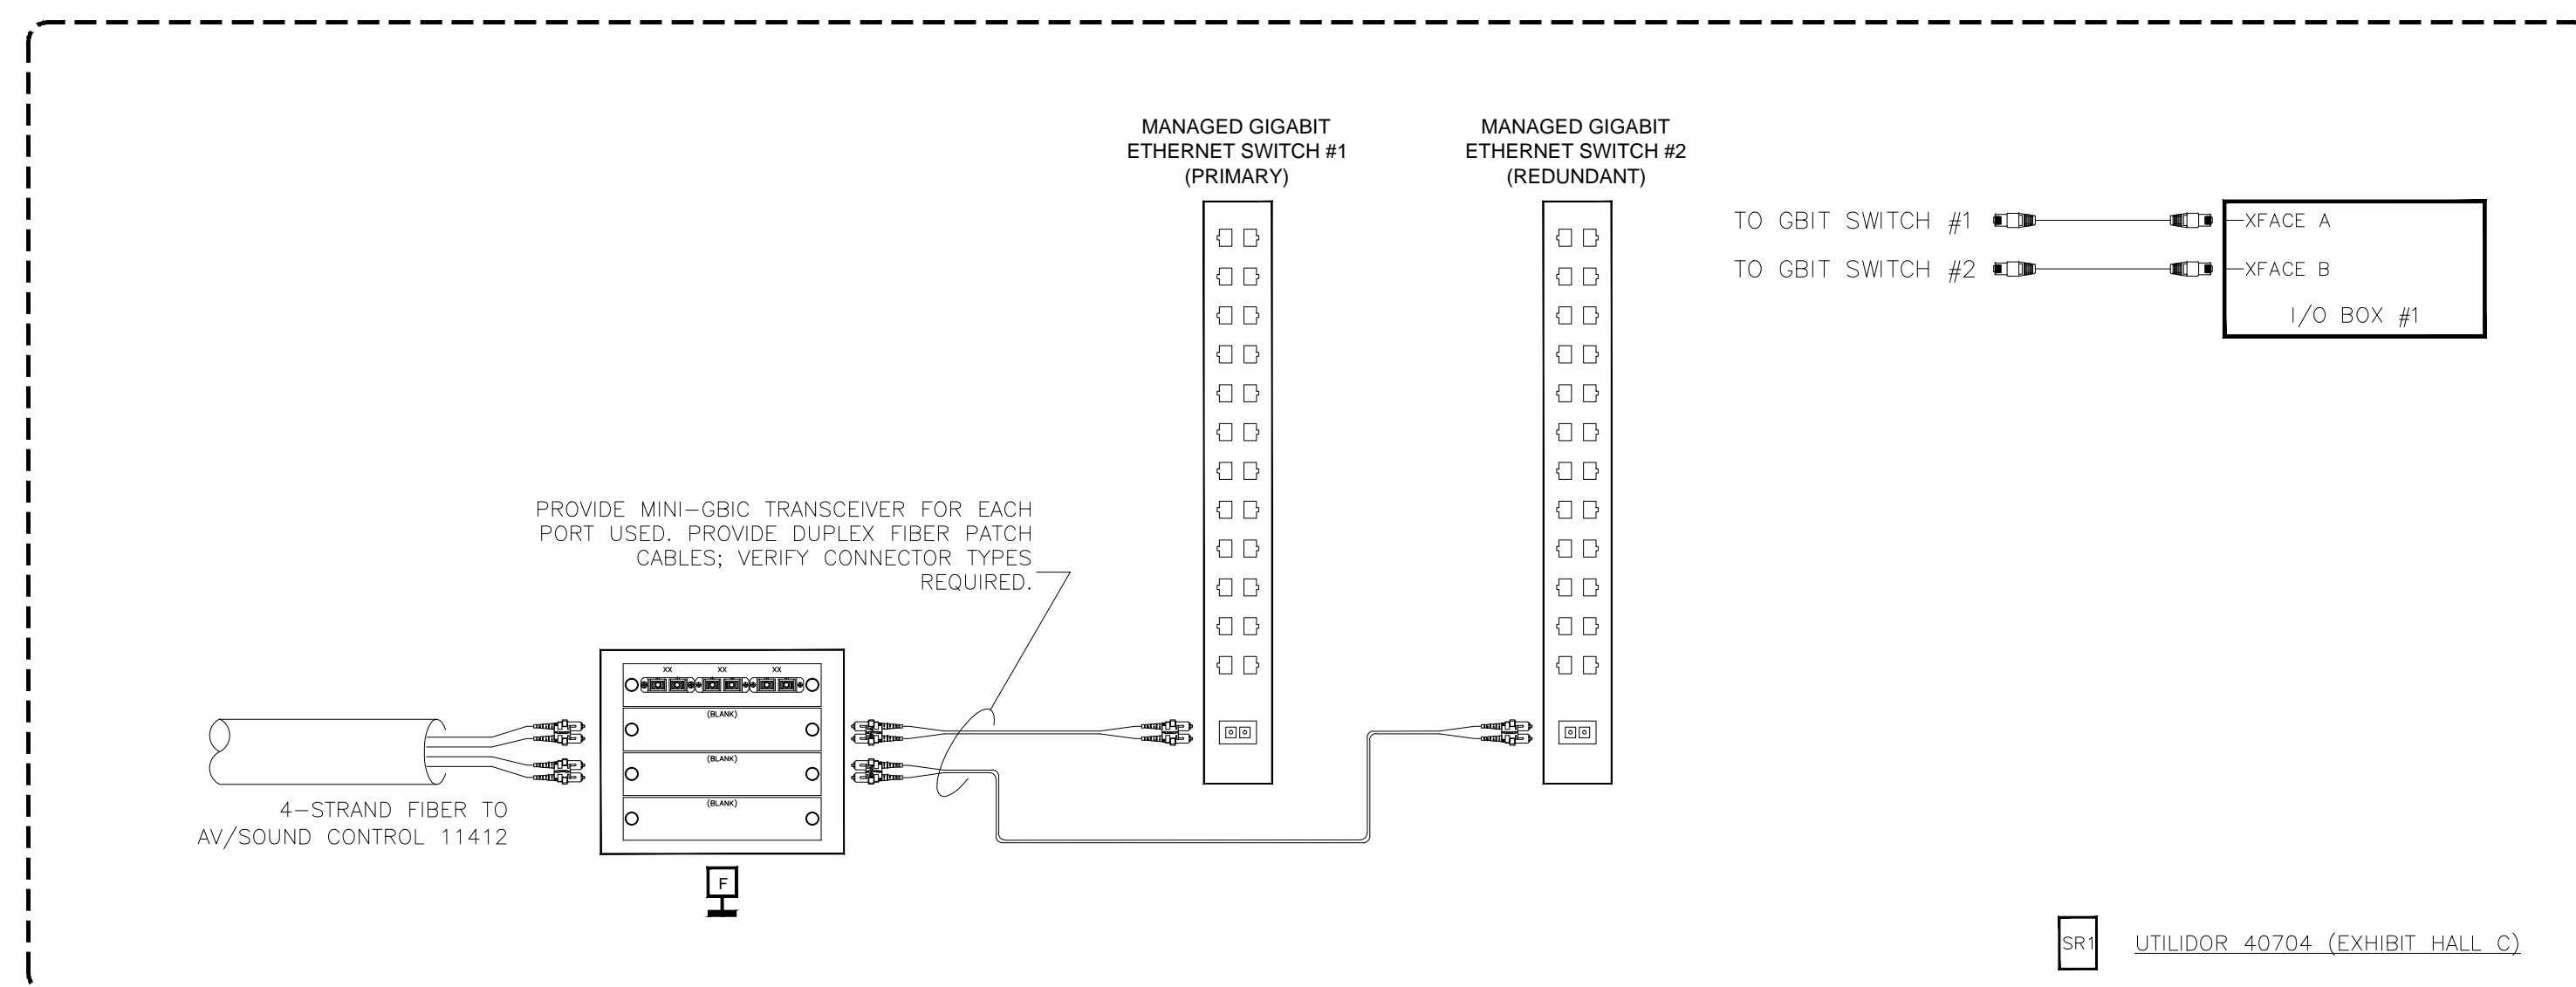 MANAGED GIGABIT
ETHERNET SWITCH #1
(PRIMARY)
MANAGED GIGABIT
ETHERNET SWITCH #2
(REDUNDANT)
TO GBIT SWITCH #1
XFACE A
TO GBIT SWITCH #2
XFACE B
I/O BOX #1
PROVIDE MINI-GBIC TRANSCEIVER FOR EACH
PORT USED. PROVIDE DUPLEX FIBER PATCH
CABLES; VERIFY CONNECTOR TYPES
REQUIRED.
XX XX XX
(BLANK)
(BLANK)
(BLANK)
4-STRAND FIBER TO
AV/SOUND CONTROL 11412
F
SR1
UTILIDOR 40704 (EXHIBIT HALL C)